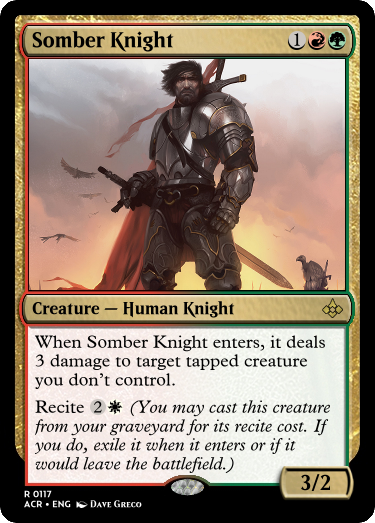 Somber Knight 1
Creature — Human Knight
When Somber Knight enters, it deals
3 damage to target tapped creature
you don't control.
Recite 2 (You may cast this creature
from your graveyard for its recite cost. If
you do, exile it when it enters or if it
would leave the battlefield.)
3/2
R 0117
ACR • ENG DAVE GRECO